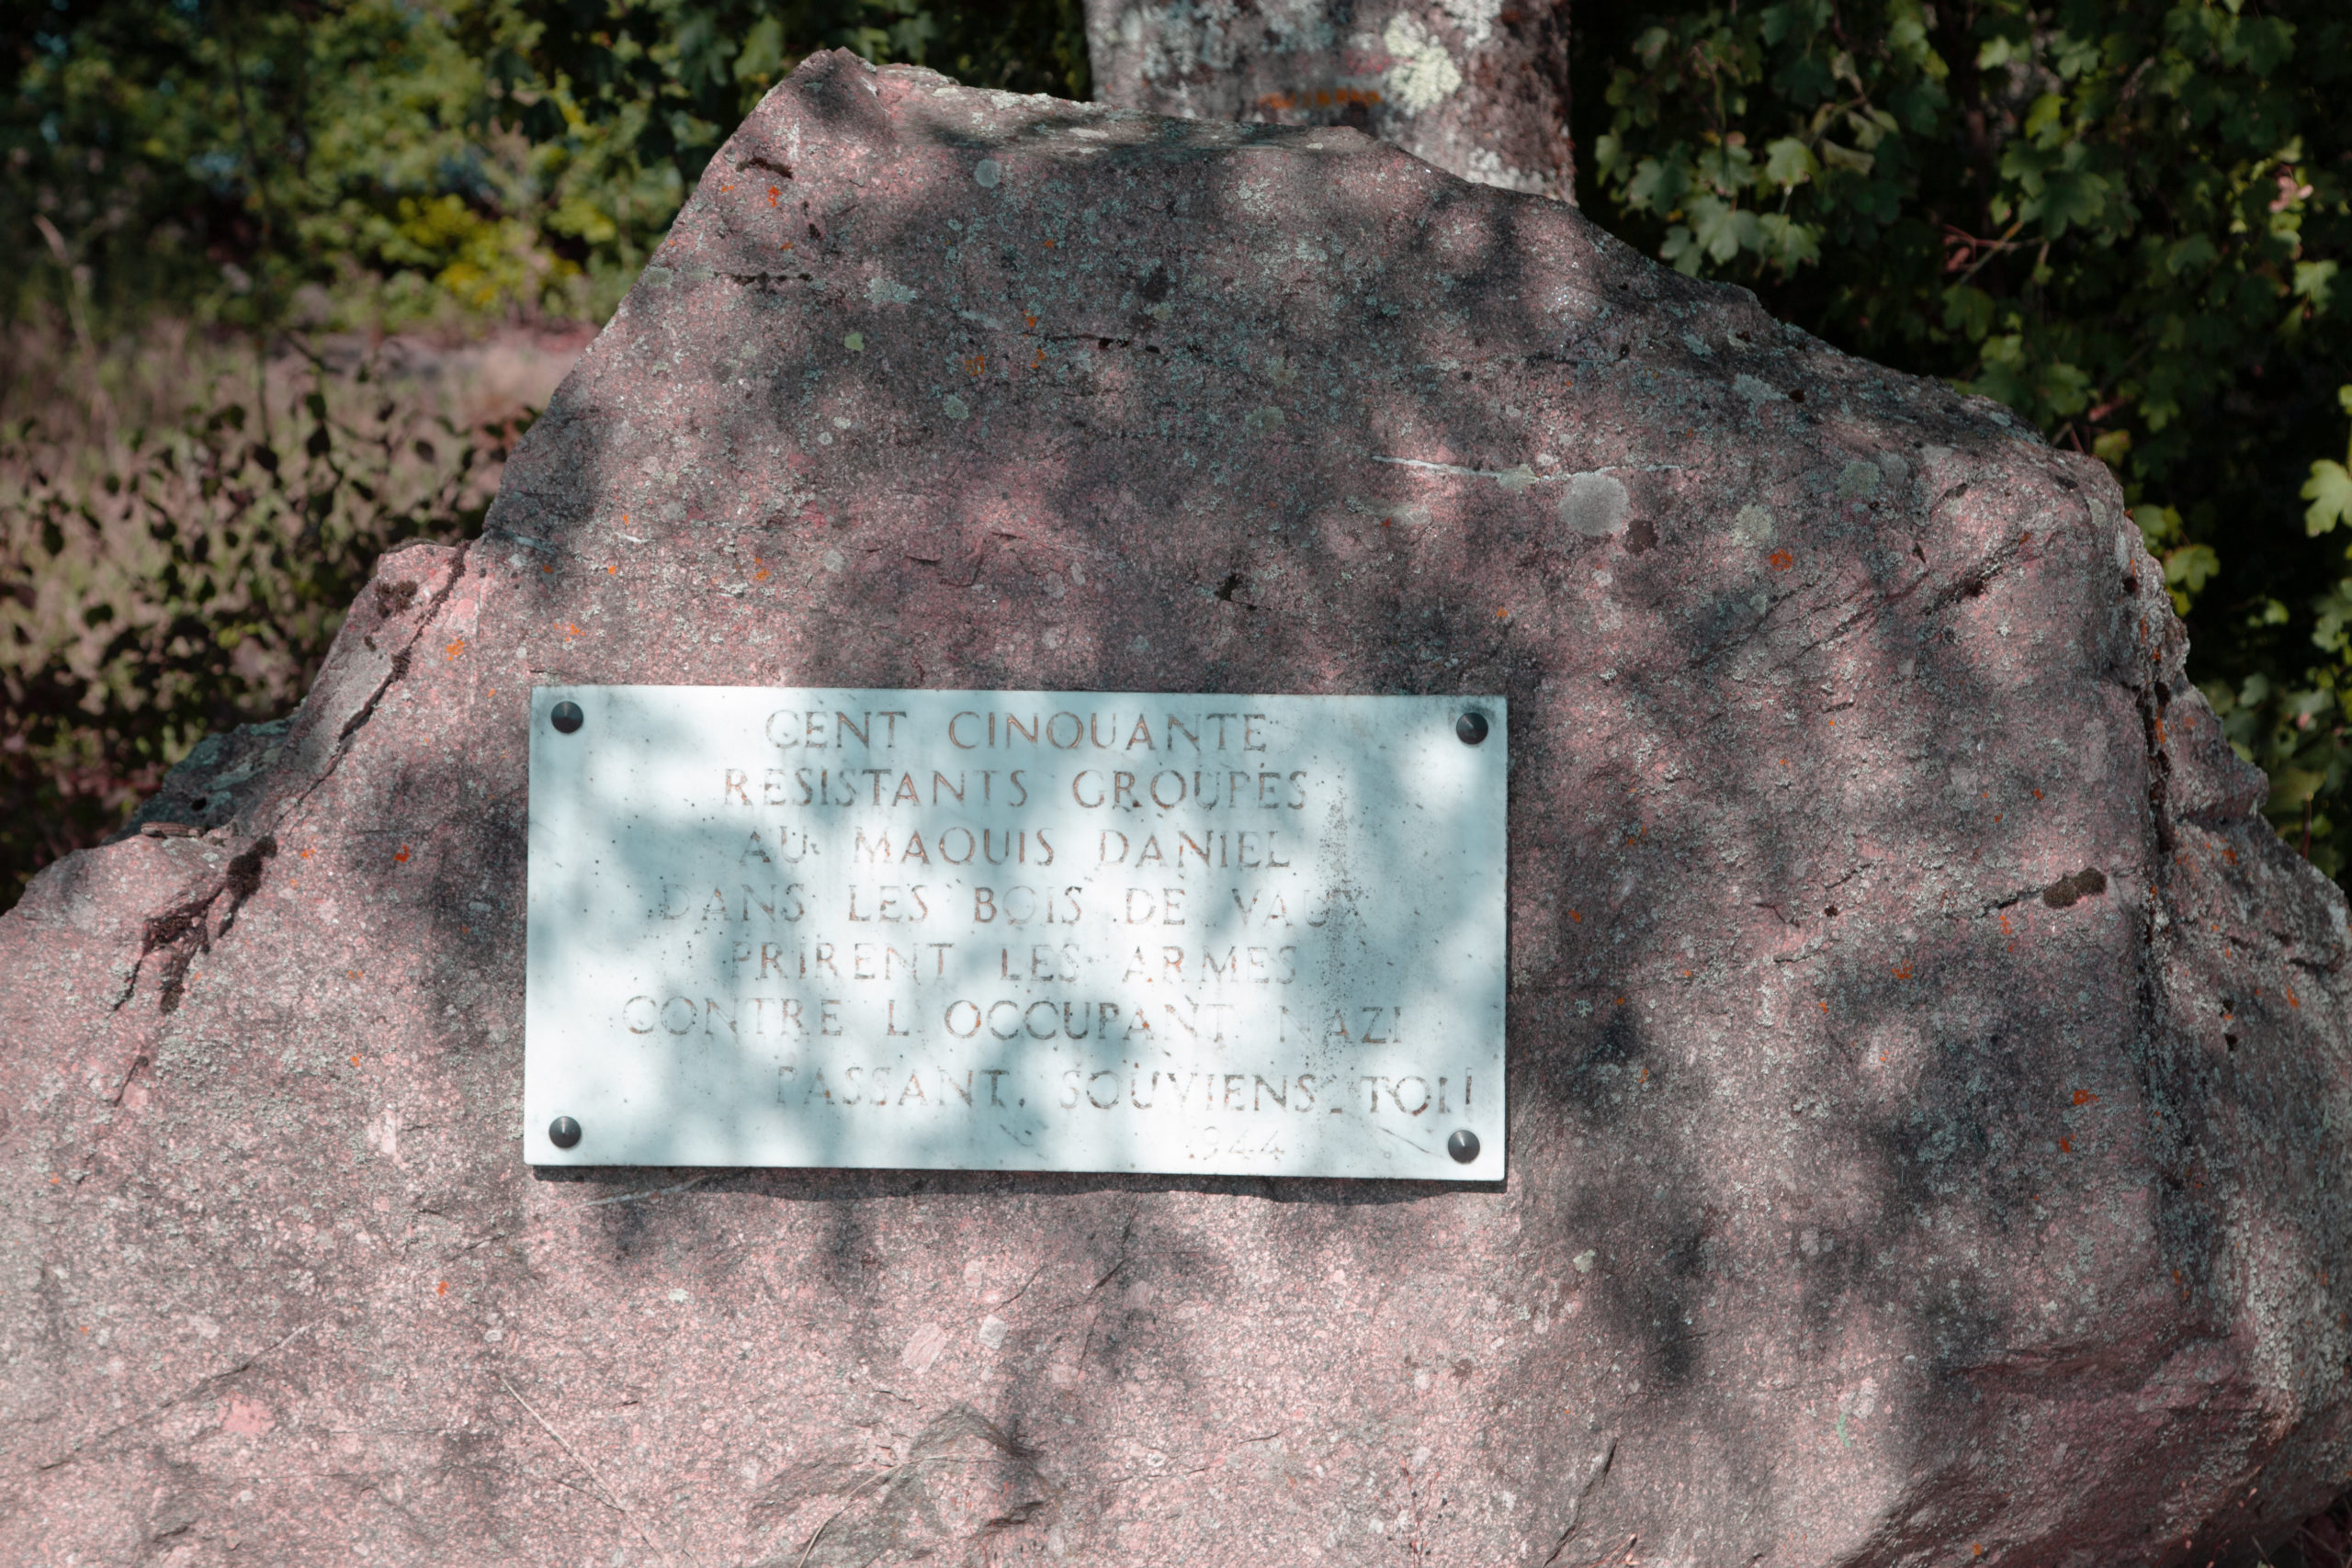 CENT CINQUANTE
RESISTANTS GROUPES
AU MAQUIS DANIEL
DANS LES BOIS DE VAUX
PRIRENT LES ARMES
CONTRE L OCCUPANT NAZI
PASSANT, SOUVIENS-TOI!
1944